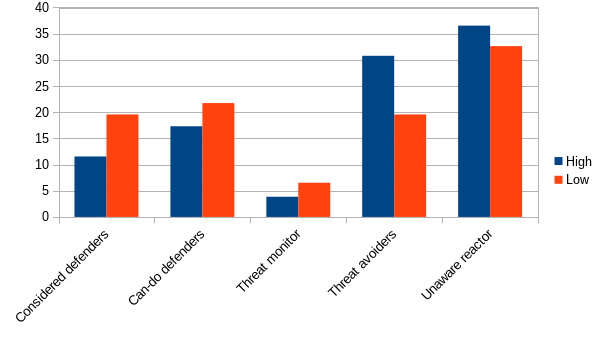 40
35
30
25
20
15
10
5
0
High
Low
Considered defenders
Can-do defenders
Threat monitor
Threat avoiders
Unaware reactor